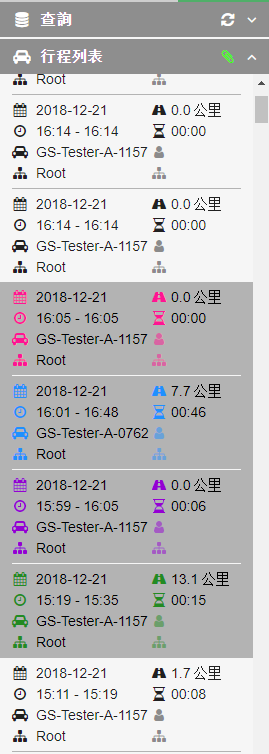 查詢
行程列表
Root
2018-12-21 0.0 公里
16:14 - 16:14 00:00
GS-Tester-A-1157
Root
2018-12-21 0.0 公里
16:14 - 16:14 00:00
GS-Tester-A-1157
Root
2018-12-21 0.0 公里
16:05 - 16:05 00:00
GS-Tester-A-1157
Root
2018-12-21 7.7 公里
16:01 - 16:48 00:46
GS-Tester-A-0762
Root
2018-12-21 0.0 公里
15:59 - 16:05 00:06
GS-Tester-A-1157
Root
2018-12-21 13.1 公里
15:19 - 15:35 00:15
GS-Tester-A-1157
Root
2018-12-21 1.7 公里
15:11 - 15:19 00:08
GS-Tester-A-1157
Root